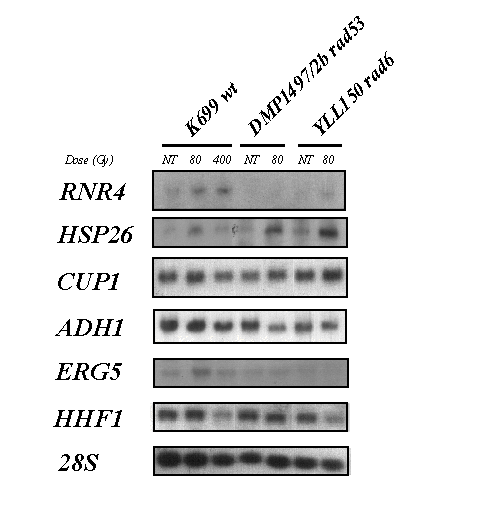 K699 wt
DMP1497/2b rad53
YLL150 rad6
Dose (Gy) NT 80 400 NT 80 NT 80
RNR4
HSP26
CUP1
ADH1
ERG5
HHF1
28S